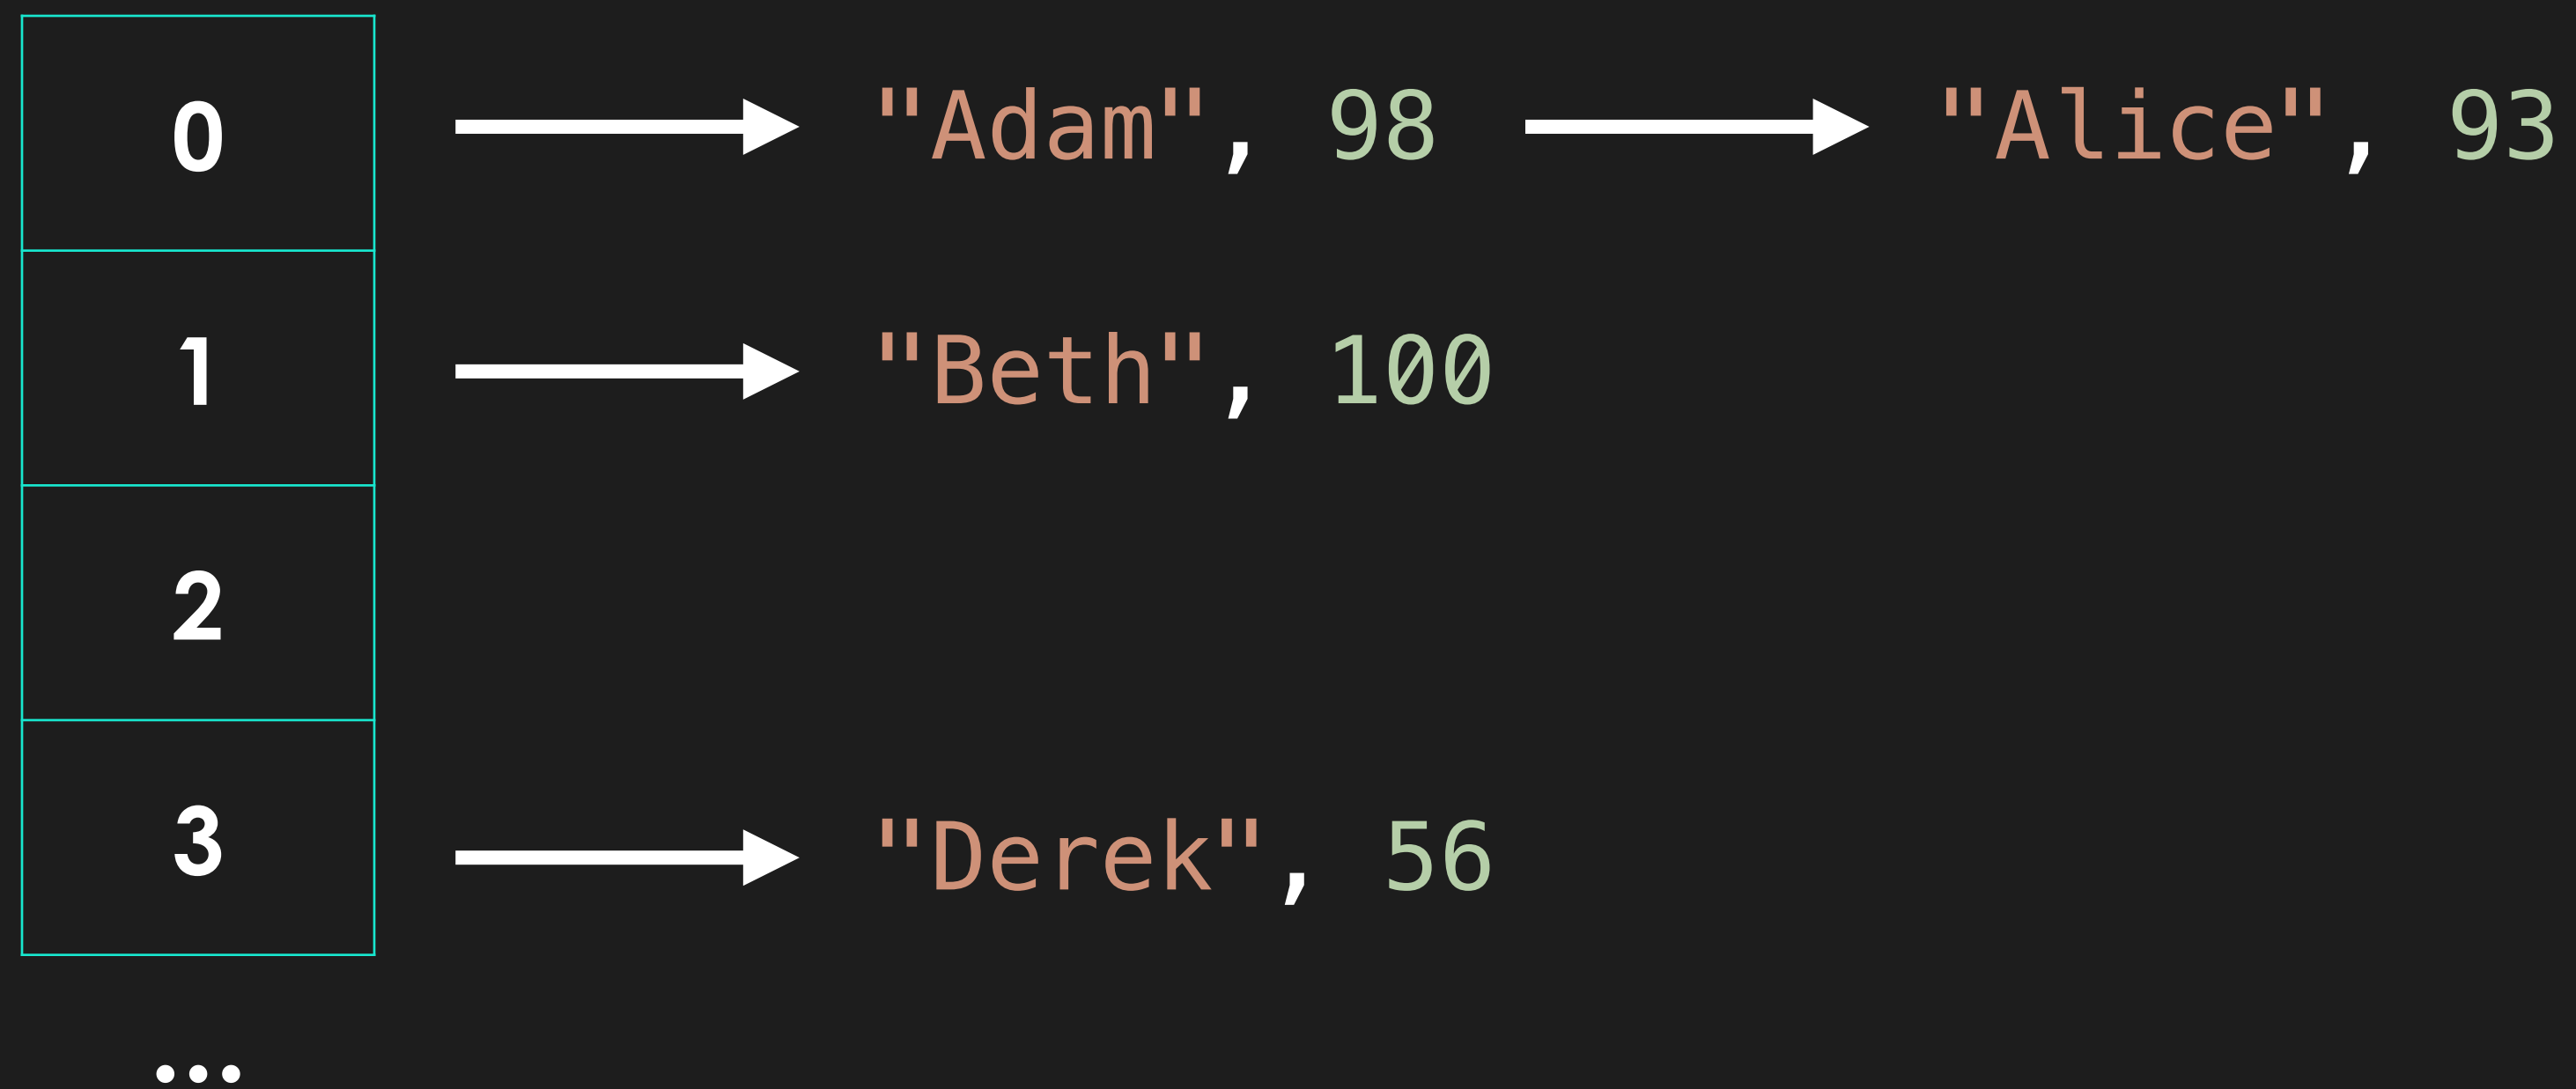 0 "Adam", 98 "Alice", 93
1 "Beth", 100
2
3 "Derek", 56
...